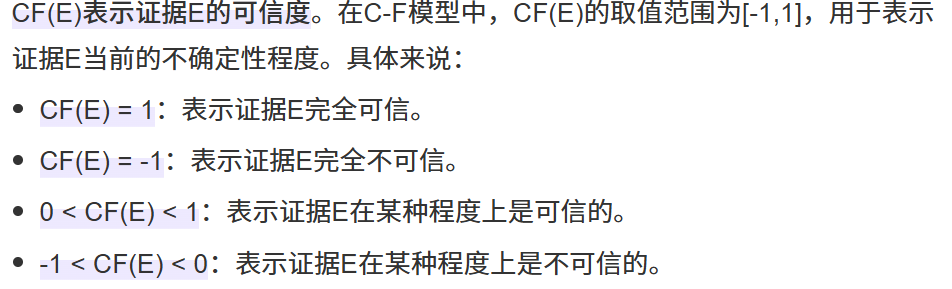 CF(E)表示证据E的可信度。在C-F模型中，CF(E)的取值范围为[-1,1]，用于表示
证据E当前的不确定性程度。具体来说：
• CF(E) = 1：表示证据E完全可信。
• CF(E) = -1：表示证据E完全不可信。
• 0 < CF(E) < 1：表示证据E在某种程度上是可信的。
• -1 < CF(E) < 0：表示证据E在某种程度上是不可信的。